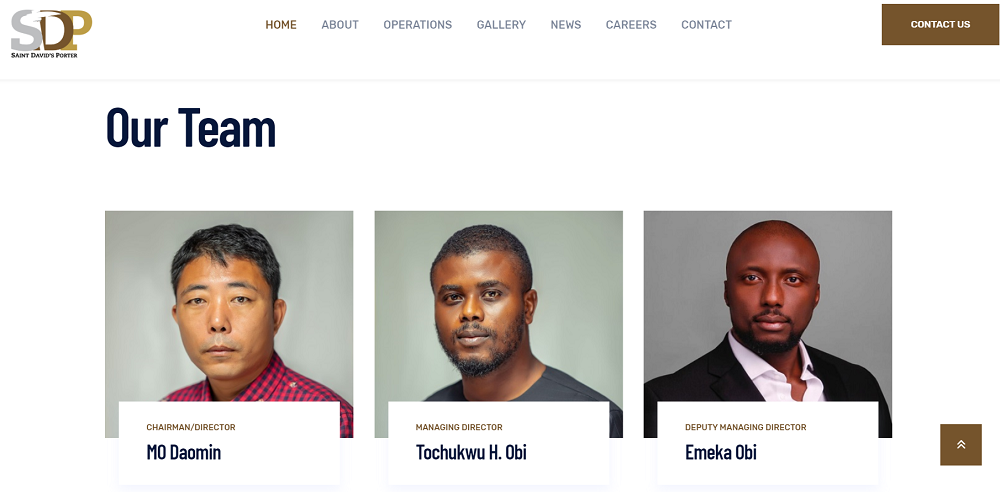 SDP
SAINT DAVID'S PORTER
HOME ABOUT OPERATIONS GALLERY NEWS CAREERS CONTACT
CONTACT US
Our Team
CHAIRMAN/DIRECTOR
MO Daomin
MANAGING DIRECTOR
Tochukwu H. Obi
DEPUTY MANAGING DIRECTOR
Emeka Obi